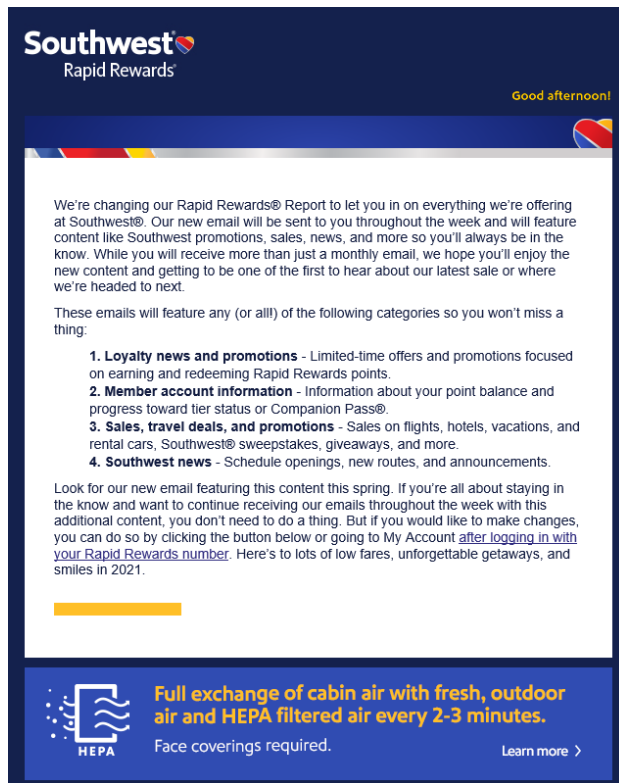 Southwest
Rapid Rewards®
Good afternoon!
We're changing our Rapid Rewards® Report to let you in on everything we're offering
at Southwest®. Our new email will be sent to you throughout the week and will feature
content like Southwest promotions, sales, news, and more so you'll always be in the
know. While you will receive more than just a monthly email, we hope you'll enjoy the
new content and getting to be one of the first to hear about our latest sale or where
we're headed to next.
These emails will feature any (or all!) of the following categories so you won't miss a
thing:
1. Loyalty news and promotions - Limited-time offers and promotions focused
on earning and redeeming Rapid Rewards points.
2. Member account information - Information about your point balance and
progress toward tier status or Companion Pass®.
3. Sales, travel deals, and promotions - Sales on flights, hotels, vacations, and
rental cars, Southwest® sweepstakes, giveaways, and more.
4. Southwest news - Schedule openings, new routes, and announcements.
Look for our new email featuring this content this spring. If you're all about staying in
the know and want to continue receiving our emails throughout the week with this
additional content, you don't need to do a thing. But if you would like to make changes,
you can do so by clicking the button below or going to My Account after logging in with
your Rapid Rewards number. Here's to lots of low fares, unforgettable getaways, and
smiles in 2021.
HEPA
Full exchange of cabin air with fresh, outdoor
air and HEPA filtered air every 2-3 minutes.
Face coverings required.
Learn more >